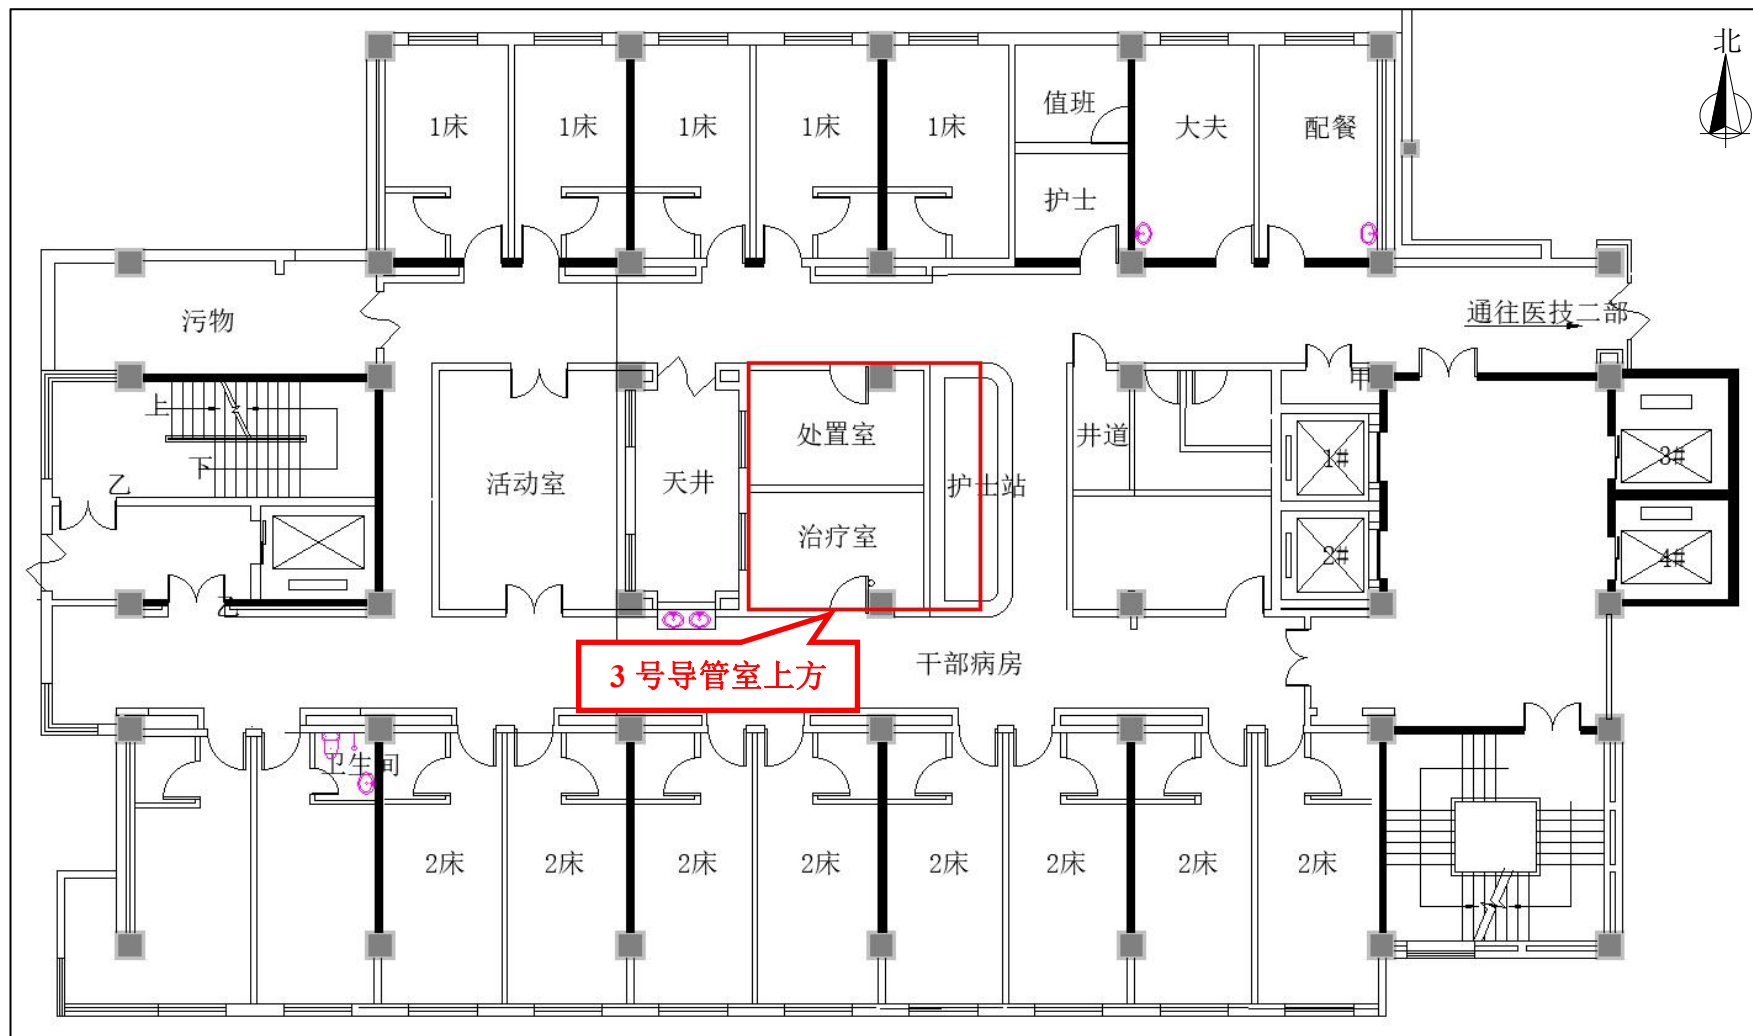 北
1床
1床
1床
1床
1床
值班
大夫
配餐
护士
污物
通往医技二部
上
下
乙
活动室
天井
处置室
治疗室
护士站
井道
甲
1#
2#
3#
4#
乙
3 号导管室上方
干部病房
卫生间
2床
2床
2床
2床
2床
2床
2床
2床